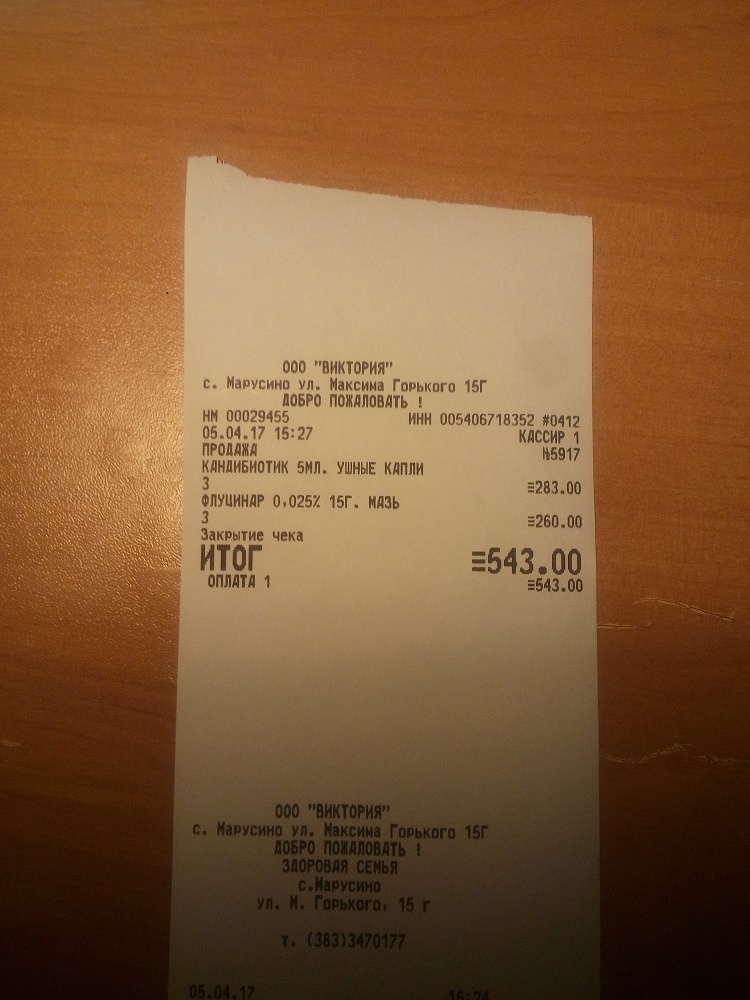 ООО "ВИКТОРИЯ"
с. Марусино ул. Максима Горького 15Г
ДОБРО ПОЖАЛОВАТЬ !
НМ 00029455 ИНН 005406718352 #0412
05.04.17 15:27 КАССИР 1
ПРОДАЖА №5917
КАНДИБИОТИК 5МЛ. УШНЫЕ КАПЛИ
3 ≡283.00
ФЛУЦИНАР 0,025% 15Г. МАЗЬ
3 ≡260.00
Закрытие чека
ИТОГ ≡543.00
ОПЛАТА 1 ≡543.00
ООО "ВИКТОРИЯ"
с. Марусино ул. Максима Горького 15Г
ДОБРО ПОЖАЛОВАТЬ !
ЗДОРОВАЯ СЕМЬЯ
с.Марусино
ул. М. Горького, 15 г
т. (383)3470177
05.04.17